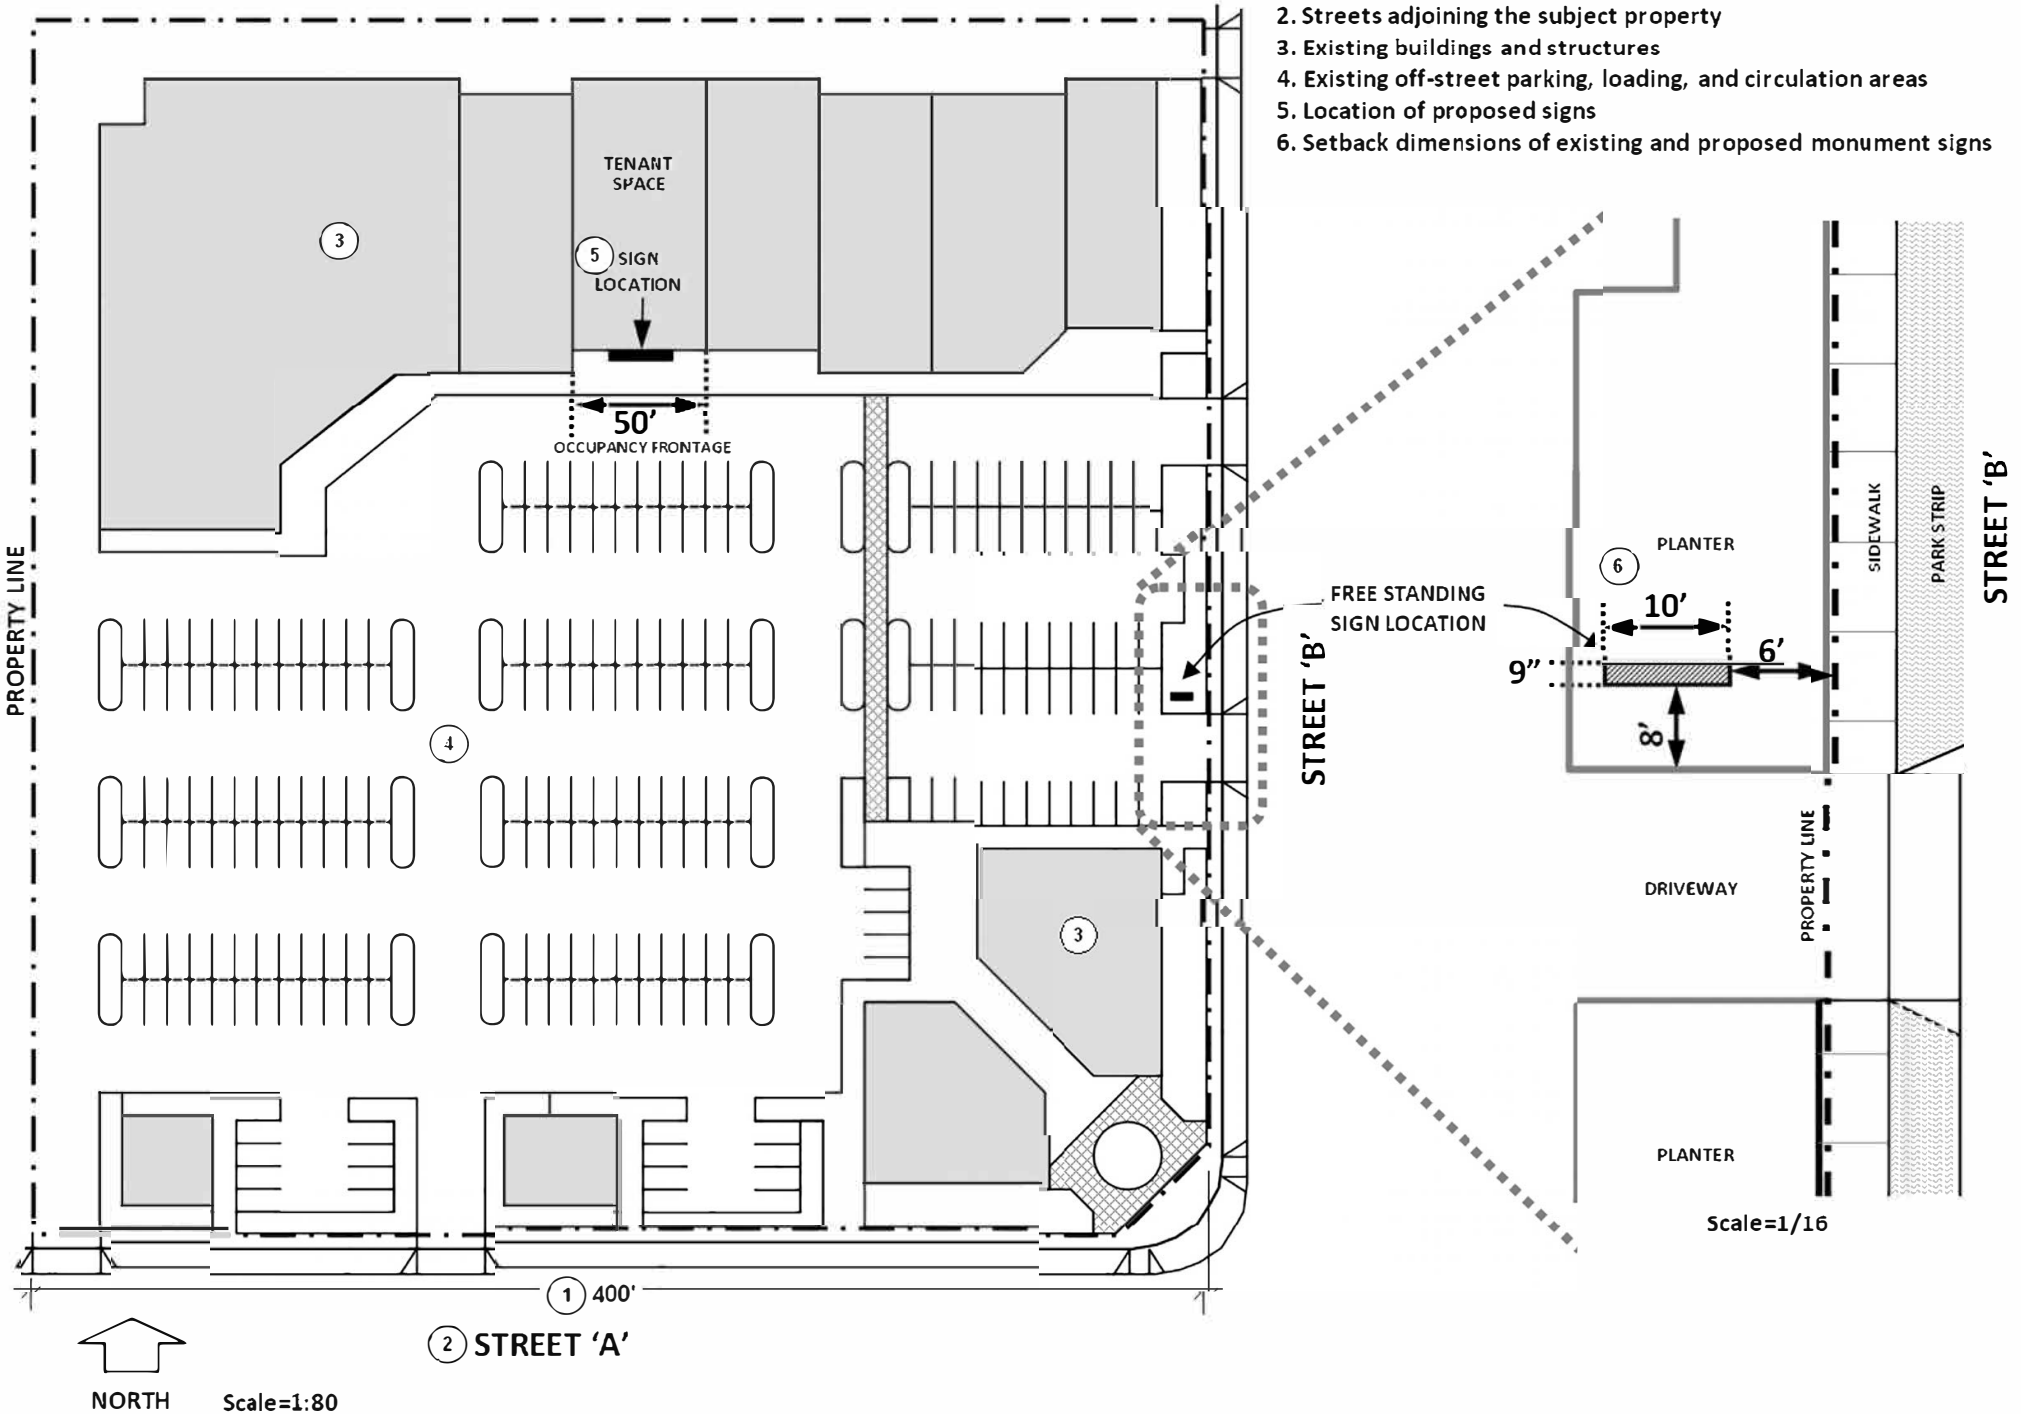 2. Streets adjoining the subject property
3. Existing buildings and structures
4. Existing off-street parking, loading, and circulation areas
5. Location of proposed signs
6. Setback dimensions of existing and proposed monument signs
TENANT
SPACE
3
5
SIGN
LOCATION
50’
OCCUPANCY FRONTAGE
PROPERTY LINE
4
3
FREE STANDING
SIGN LOCATION
STREET ‘B’
PLANTER
6
10’
6’
9”
8’
SIDEWALK
PARK STRIP
STREET ‘B’
PROPERTY LINE
DRIVEWAY
PLANTER
Scale=1/16
1 400'
2 STREET ‘A’
NORTH
Scale=1:80